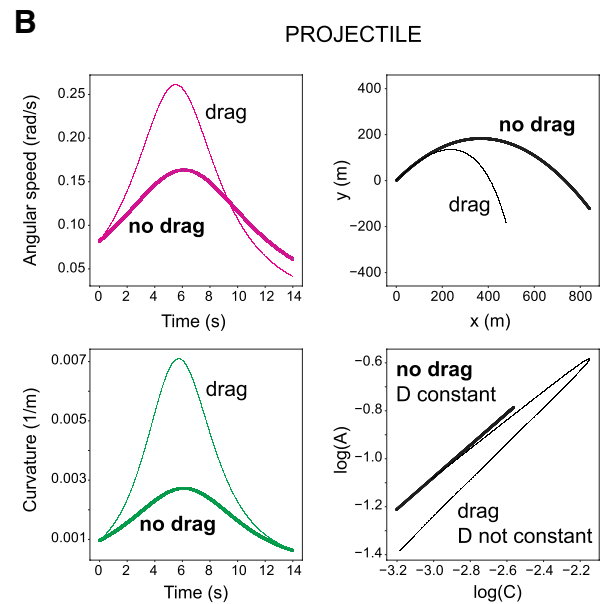 B
PROJECTILE
Angular speed (rad/s)
0.25
0.20
0.15
0.10
0.05
drag
no drag
0 2 4 6 8 10 12 14
Time (s)
y (m)
400
200
0
−200
−400
no drag
drag
0 200 400 600 800
x (m)
Curvature (1/m)
0.007
0.005
0.003
0.001
drag
no drag
0 2 4 6 8 10 12 14
Time (s)
log(A)
−0.6
−0.8
−1.0
−1.2
−1.4
no drag
D constant
drag
D not constant
−3.2 −3.0 −2.8 −2.6 −2.4 −2.2
log(C)